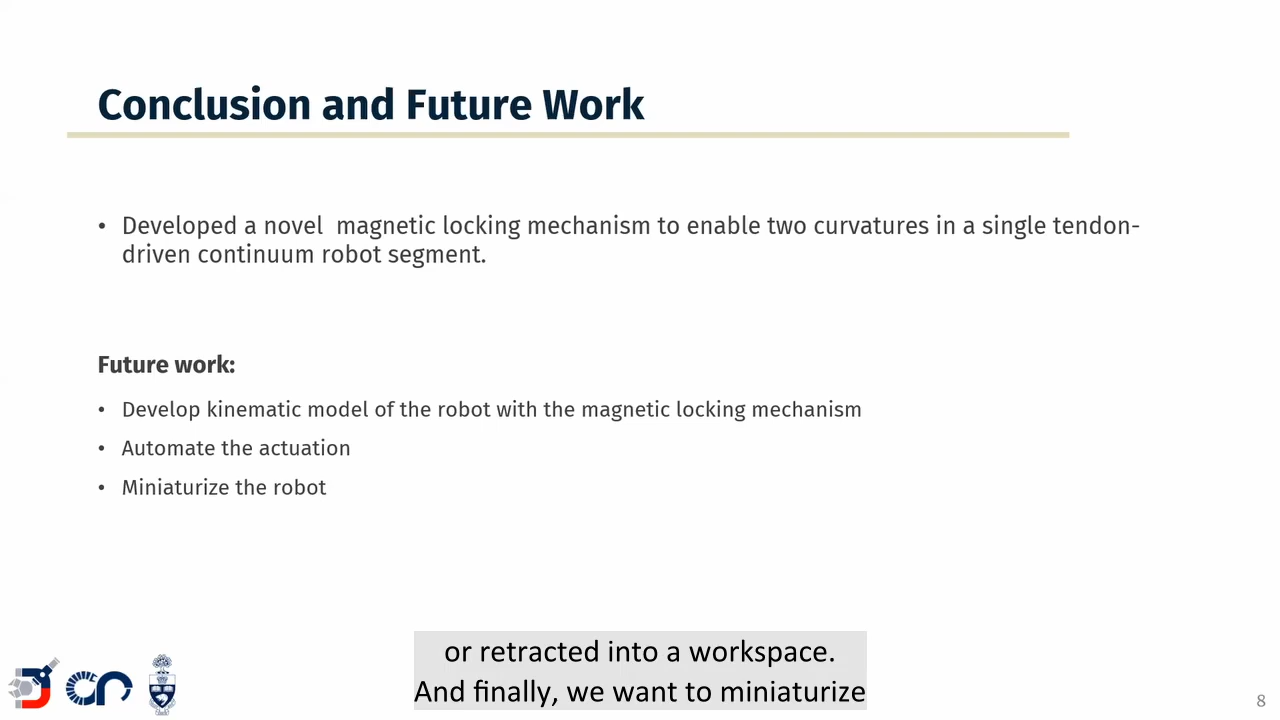 Conclusion and Future Work
• Developed a novel  magnetic locking mechanism to enable two curvatures in a single tendon-
driven continuum robot segment.
Future work:
• Develop kinematic model of the robot with the magnetic locking mechanism
• Automate the actuation
• Miniaturize the robot
or retracted into a workspace.
And finally, we want to miniaturize
8